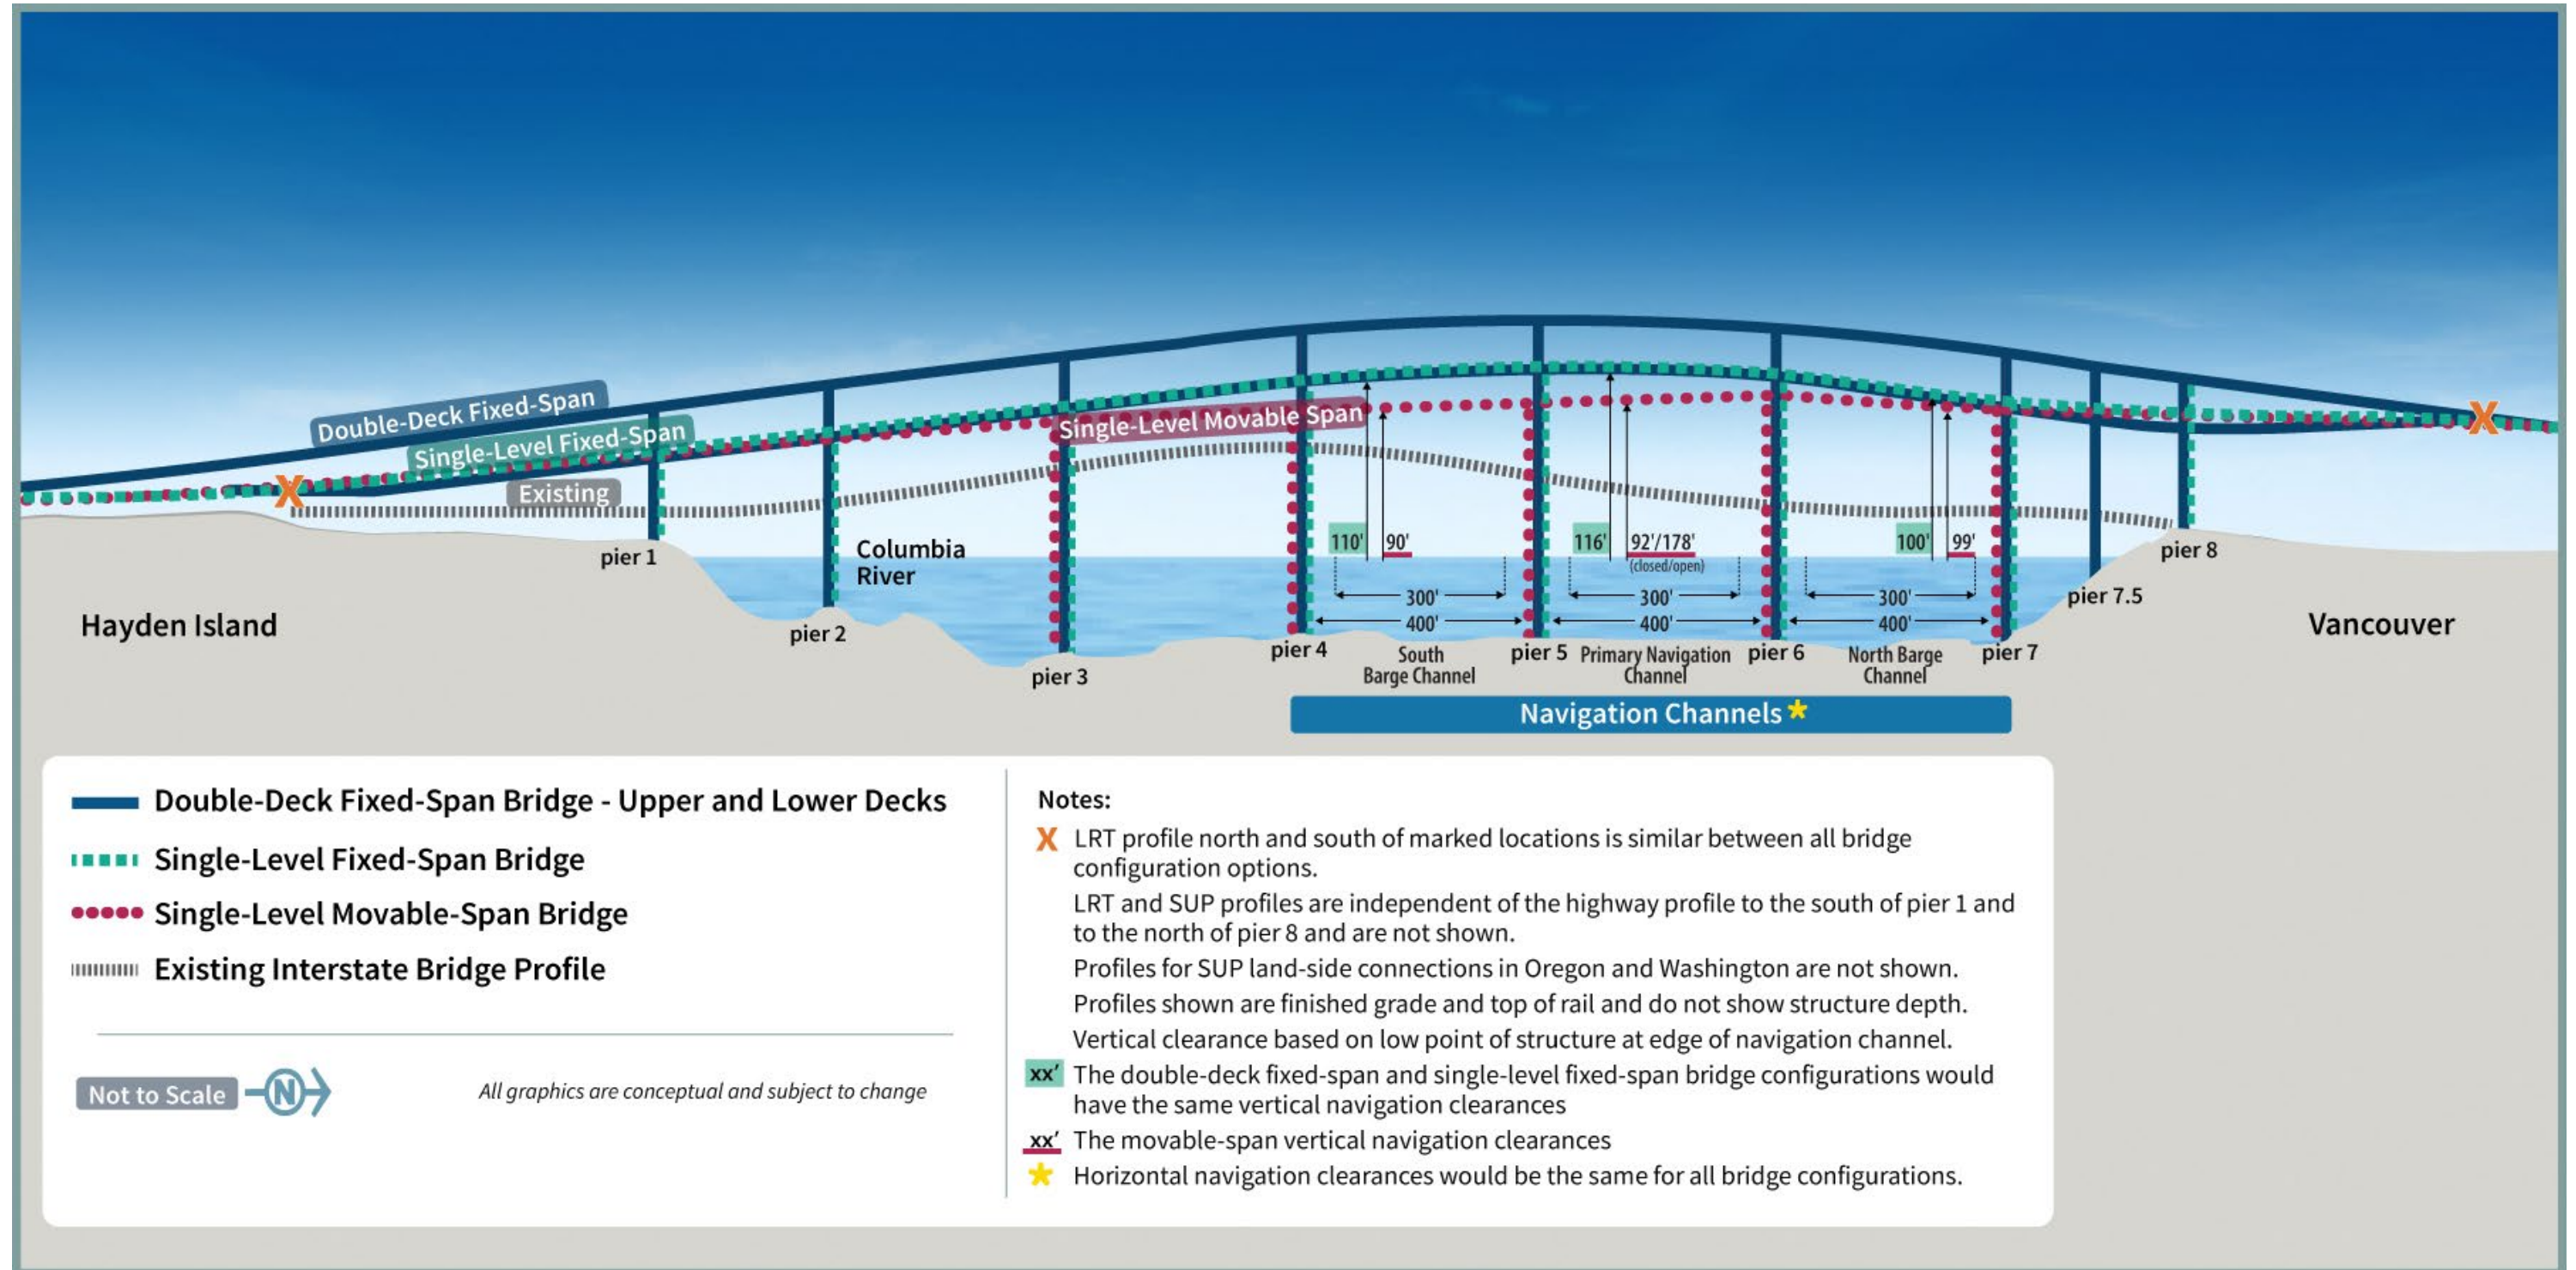 Double-Deck Fixed-Span
Single-Level Fixed-Span
Single-Level Movable Span
Existing
110'
90'
116'
92'/178'
(closed/open)
100'
99'
Columbia
River
300'
300'
300'
400'
400'
400'
pier 1
pier 2
pier 3
pier 4
pier 5
pier 6
pier 7
pier 7.5
pier 8
South
Barge Channel
Primary Navigation
Channel
North Barge
Channel
Hayden Island
Vancouver
Navigation Channels *
Double-Deck Fixed-Span Bridge - Upper and Lower Decks
Single-Level Fixed-Span Bridge
Single-Level Movable-Span Bridge
Existing Interstate Bridge Profile
Not to Scale
N
All graphics are conceptual and subject to change
Notes:
X LRT profile north and south of marked locations is similar between all bridge
configuration options.
LRT and SUP profiles are independent of the highway profile to the south of pier 1 and
to the north of pier 8 and are not shown.
Profiles for SUP land-side connections in Oregon and Washington are not shown.
Profiles shown are finished grade and top of rail and do not show structure depth.
Vertical clearance based on low point of structure at edge of navigation channel.
xx' The double-deck fixed-span and single-level fixed-span bridge configurations would
have the same vertical navigation clearances
xx' The movable-span vertical navigation clearances
* Horizontal navigation clearances would be the same for all bridge configurations.
X
X